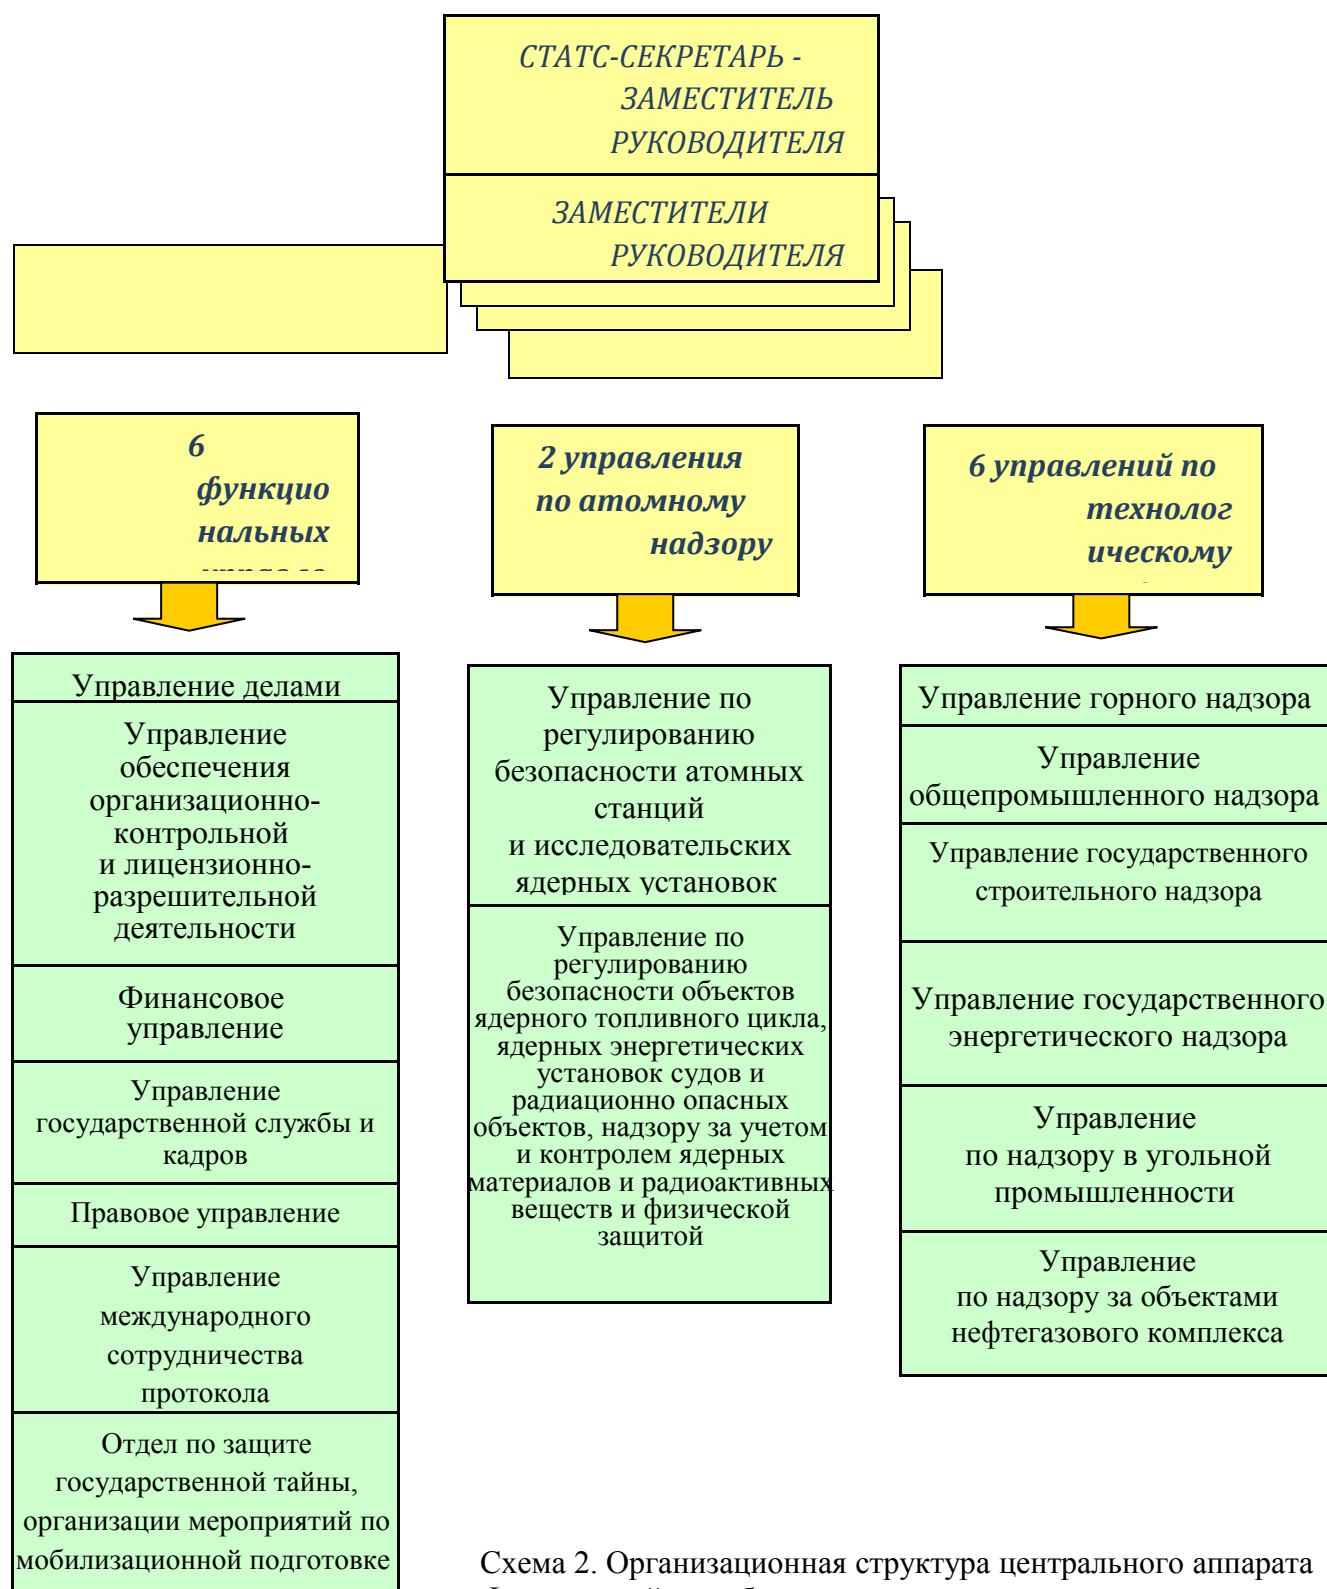 СТАТС-СЕКРЕТАРЬ -
ЗАМЕСТИТЕЛЬ
РУКОВОДИТЕЛЯ
ЗАМЕСТИТЕЛИ
РУКОВОДИТЕЛЯ
6
функцио
нальных
2 управления
по атомному
надзору
6 управлений по
технолог
ическому
Управление делами
Управление
обеспечения
организационно-
контрольной
и лицензионно-
разрешительной
деятельности
Финансовое
управление
Управление
государственной службы и
кадров
Правовое управление
Управление
международного
сотрудничества
протокола
Отдел по защите
государственной тайны,
организации мероприятий по
мобилизационной подготовке
Управление по
регулированию
безопасности атомных
станций
и исследовательских
ядерных установок
Управление по
регулированию
безопасности объектов
ядерного топливного цикла,
ядерных энергетических
установок судов и
радиационно опасных
объектов, надзору за учетом
и контролем ядерных
материалов и радиоактивных
веществ и физической
защитой
Управление горного надзора
Управление
общепромышленного надзора
Управление государственного
строительного надзора
Управление государственного
энергетического надзора
Управление
по надзору в угольной
промышленности
Управление
по надзору за объектами
нефтегазового комплекса
Схема 2. Организационная структура центрального аппарата